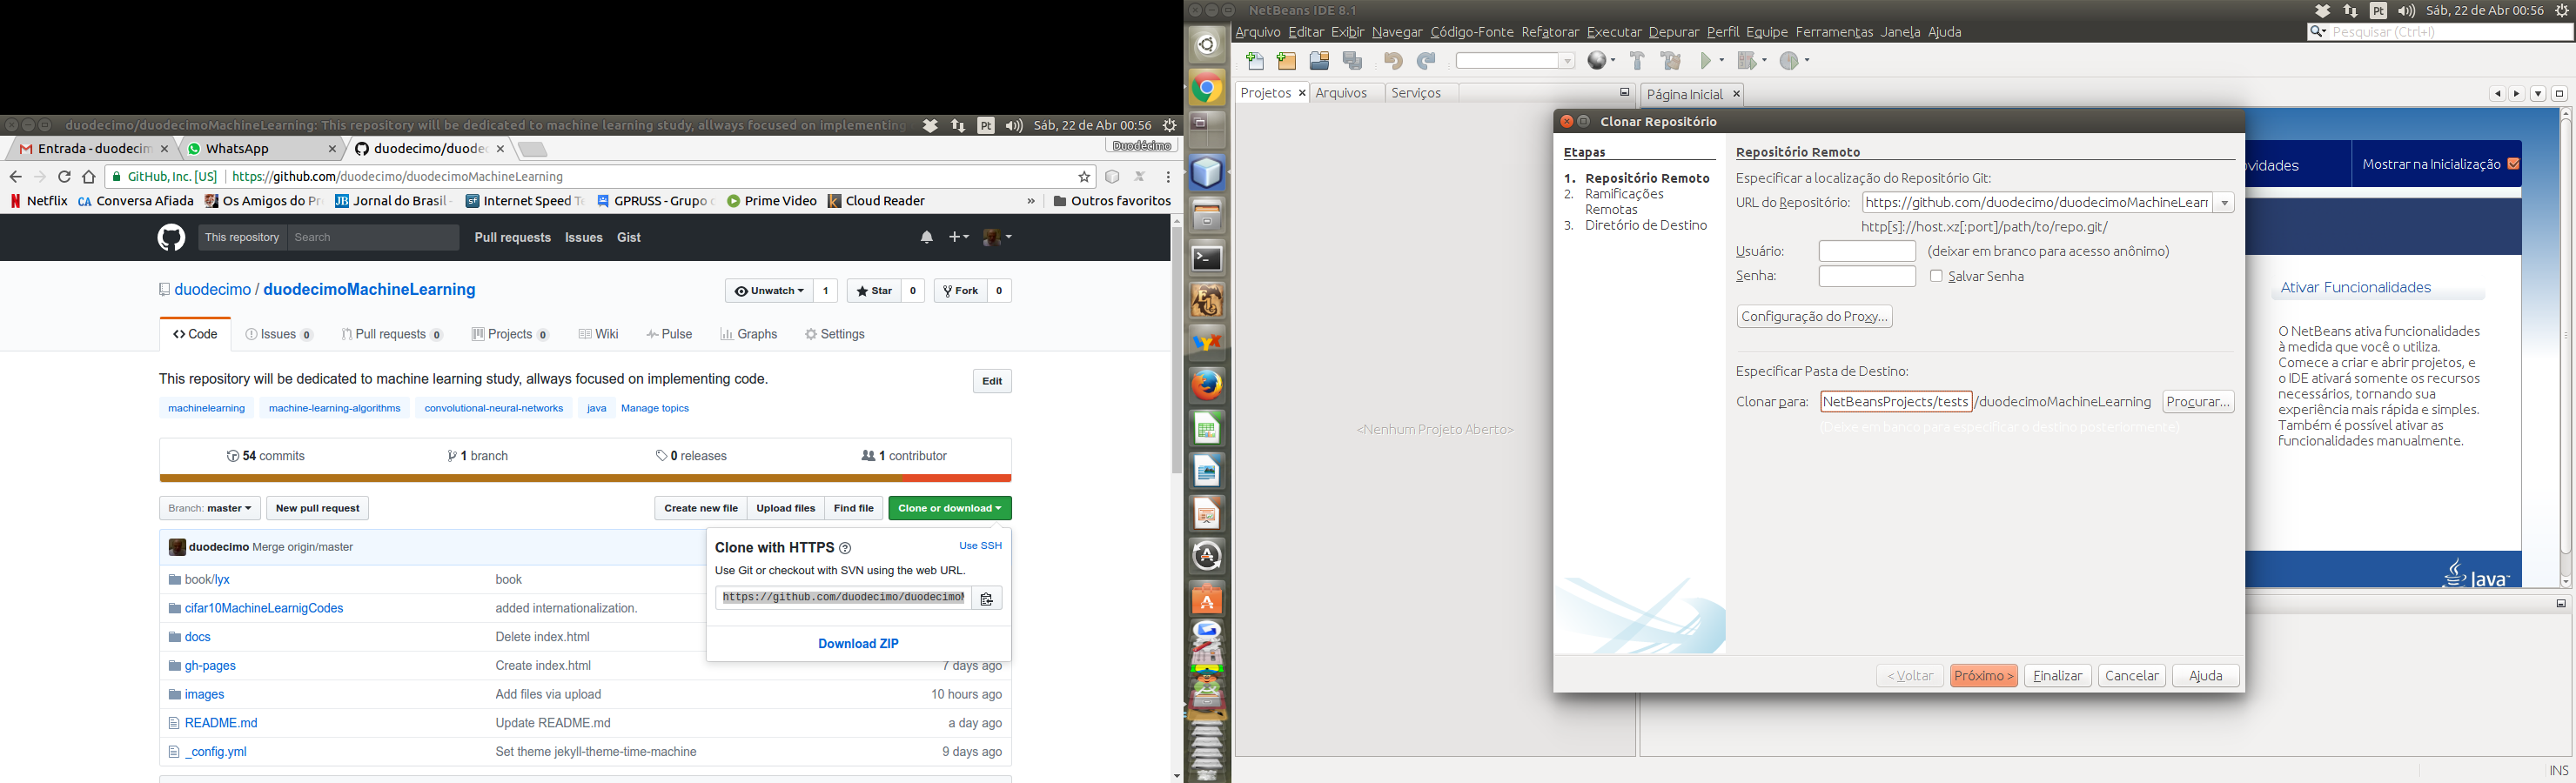 duodecimo/duodecimoMachineLearning: This repository will be dedicated to machine learning study, allways focused on implementing
Pt
Sáb, 22 de Abr 00:56
Entrada - duodecim
WhatsApp
duodecimo/duodec
Duodécimo
GitHub, Inc. [US]
https://github.com/duodecimo/duodecimoMachineLearning
Netflix
Conversa Afiada
Os Amigos do Pr
Jornal do Brasil -
Internet Speed Te
GPRUSS - Grupo
Prime Video
Cloud Reader
»
Outros favoritos
This repository
Search
Pull requests
Issues
Gist
duodecimo / duodecimoMachineLearning
Unwatch
1
Star
0
Fork
0
Code
Issues 0
Pull requests 0
Projects 0
Wiki
Pulse
Graphs
Settings
This repository will be dedicated to machine learning study, allways focused on implementing code.
Edit
machinelearning
machine-learning-algorithms
convolutional-neural-networks
java
Manage topics
54 commits
1 branch
0 releases
1 contributor
Branch: master
New pull request
Create new file
Upload files
Find file
Clone or download
duodecimo Merge origin/master
Clone with HTTPS
Use SSH
Use Git or checkout with SVN using the web URL.
https://github.com/duodecimo/duodecimoM
Download ZIP
book/lyx
book
cifar10MachineLearnigCodes
added internationalization.
docs
Delete index.html
gh-pages
Create index.html
7 days ago
images
Add files via upload
10 hours ago
README.md
Update README.md
a day ago
_config.yml
Set theme jekyll-theme-time-machine
9 days ago
NetBeans IDE 8.1
Pt
Sáb, 22 de Abr 00:56
Arquivo Editar Exibir Navegar Código-Fonte Refatorar Executar Depurar Perfil Equipe Ferramentas Janela Ajuda
Pesquisar (Ctrl+I)
Projetos
Arquivos
Serviços
Página Inicial
<Nenhum Projeto Aberto>
Clonar Repositório
Etapas
1. Repositório Remoto
2. Ramificações
Remotas
3. Diretório de Destino
Repositório Remoto
Especificar a localização do Repositório Git:
URL do Repositório:
https://github.com/duodecimo/duodecimoMachineLearr
http[s]://host.xz[:port]/path/to/repo.git/
Usuário:
(deixar em branco para acesso anônimo)
Senha:
Salvar Senha
Configuração do Proxy...
Especificar Pasta de Destino:
Clonar para:
NetBeansProjects/tests
/duodecimoMachineLearning
Procurar...
(Deixe em banco para especificar o destino posteriormente)
< Voltar
Próximo >
Finalizar
Cancelar
Ajuda
ovidades
Mostrar na Inicialização
Ativar Funcionalidades
O NetBeans ativa funcionalidades
à medida que você o utiliza.
Comece a criar e abrir projetos, e
o IDE ativará somente os recursos
necessários, tornando sua
experiência mais rápida e simples.
Também é possível ativar as
funcionalidades manualmente.
Java
INS